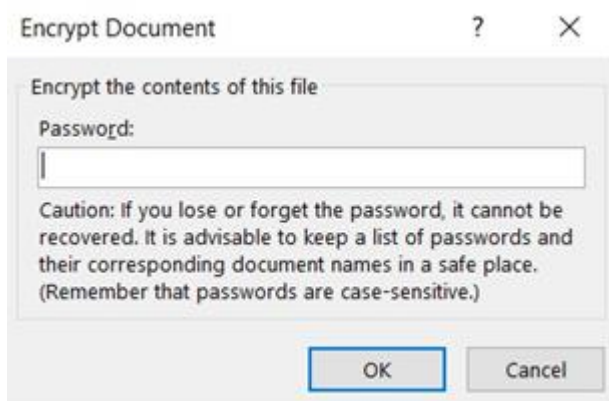 Encrypt Document ?
Encrypt the contents of this file
Password:
Caution: If you lose or forget the password, it cannot be
recovered. It is advisable to keep a list of passwords and
their corresponding document names in a safe place.
(Remember that passwords are case-sensitive.)
OK Cancel